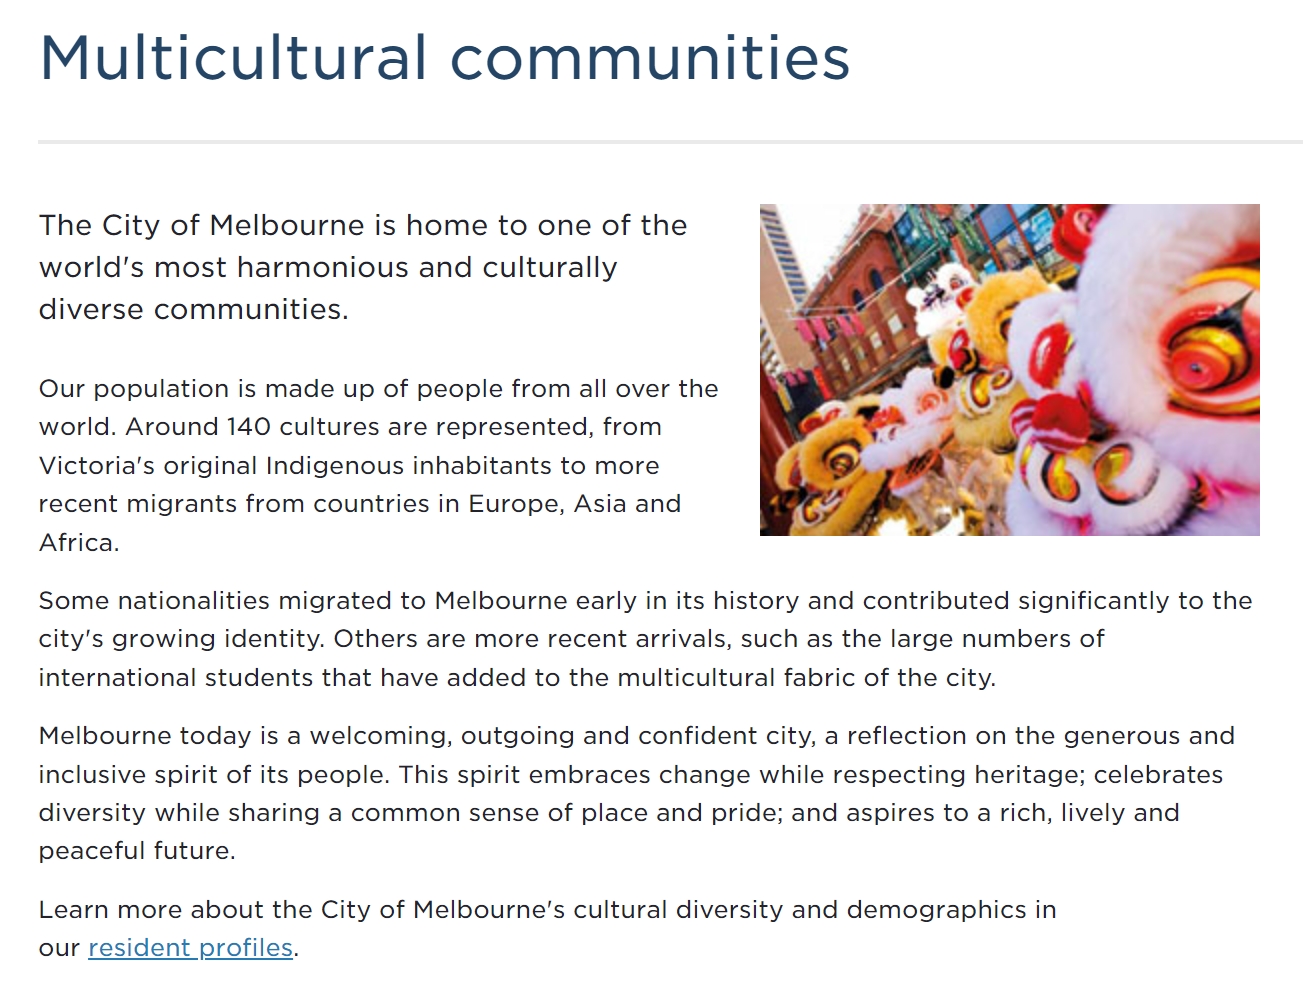 Multicultural communities
The City of Melbourne is home to one of the
world's most harmonious and culturally
diverse communities.
Our population is made up of people from all over the
world. Around 140 cultures are represented, from
Victoria's original Indigenous inhabitants to more
recent migrants from countries in Europe, Asia and
Africa.
Some nationalities migrated to Melbourne early in its history and contributed significantly to the
city's growing identity. Others are more recent arrivals, such as the large numbers of
international students that have added to the multicultural fabric of the city.
Melbourne today is a welcoming, outgoing and confident city, a reflection on the generous and
inclusive spirit of its people. This spirit embraces change while respecting heritage; celebrates
diversity while sharing a common sense of place and pride; and aspires to a rich, lively and
peaceful future.
Learn more about the City of Melbourne's cultural diversity and demographics in
our resident profiles.